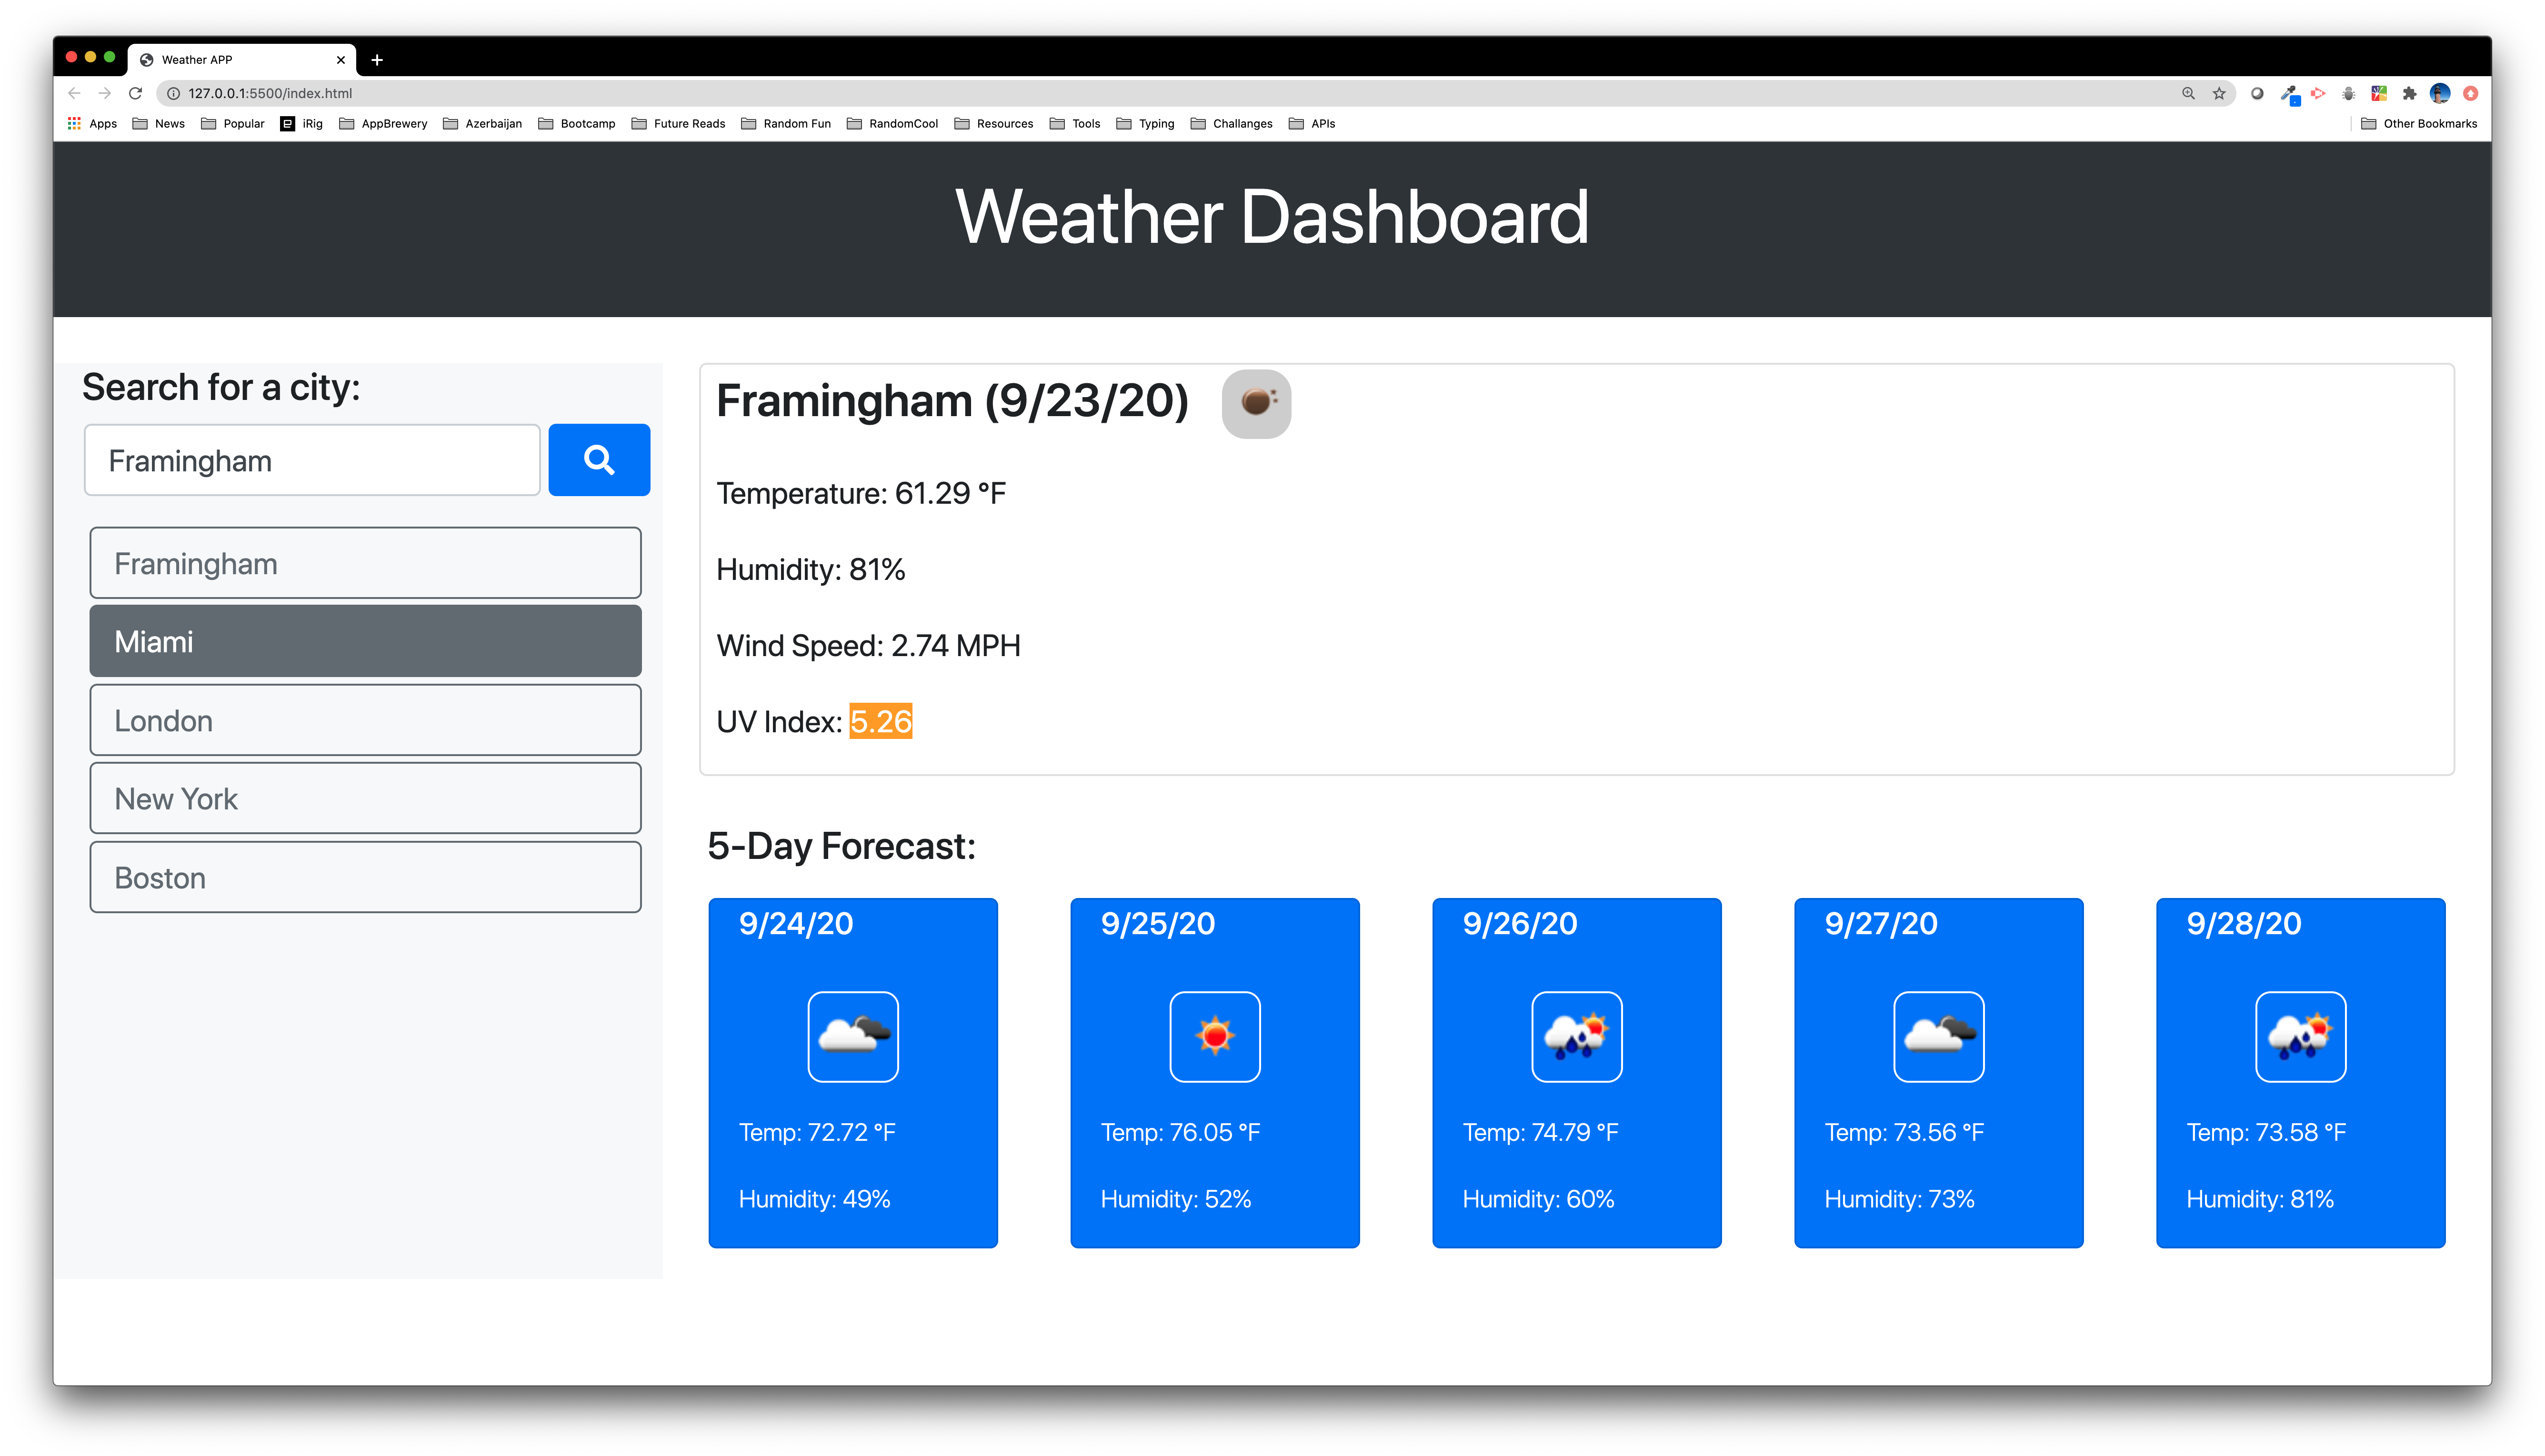 Weather APP
127.0.0.1:5500/index.html
Apps News Popular iRig AppBrewery Azerbaijan Bootcamp Future Reads Random Fun RandomCool Resources Tools Typing Challanges APIs Other Bookmarks
Weather Dashboard
Search for a city:
Framingham
Framingham
Miami
London
New York
Boston
Framingham (9/23/20)
Temperature: 61.29 °F
Humidity: 81%
Wind Speed: 2.74 MPH
UV Index: 5.26
5-Day Forecast:
9/24/20
Temp: 72.72 °F
Humidity: 49%
9/25/20
Temp: 76.05 °F
Humidity: 52%
9/26/20
Temp: 74.79 °F
Humidity: 60%
9/27/20
Temp: 73.56 °F
Humidity: 73%
9/28/20
Temp: 73.58 °F
Humidity: 81%